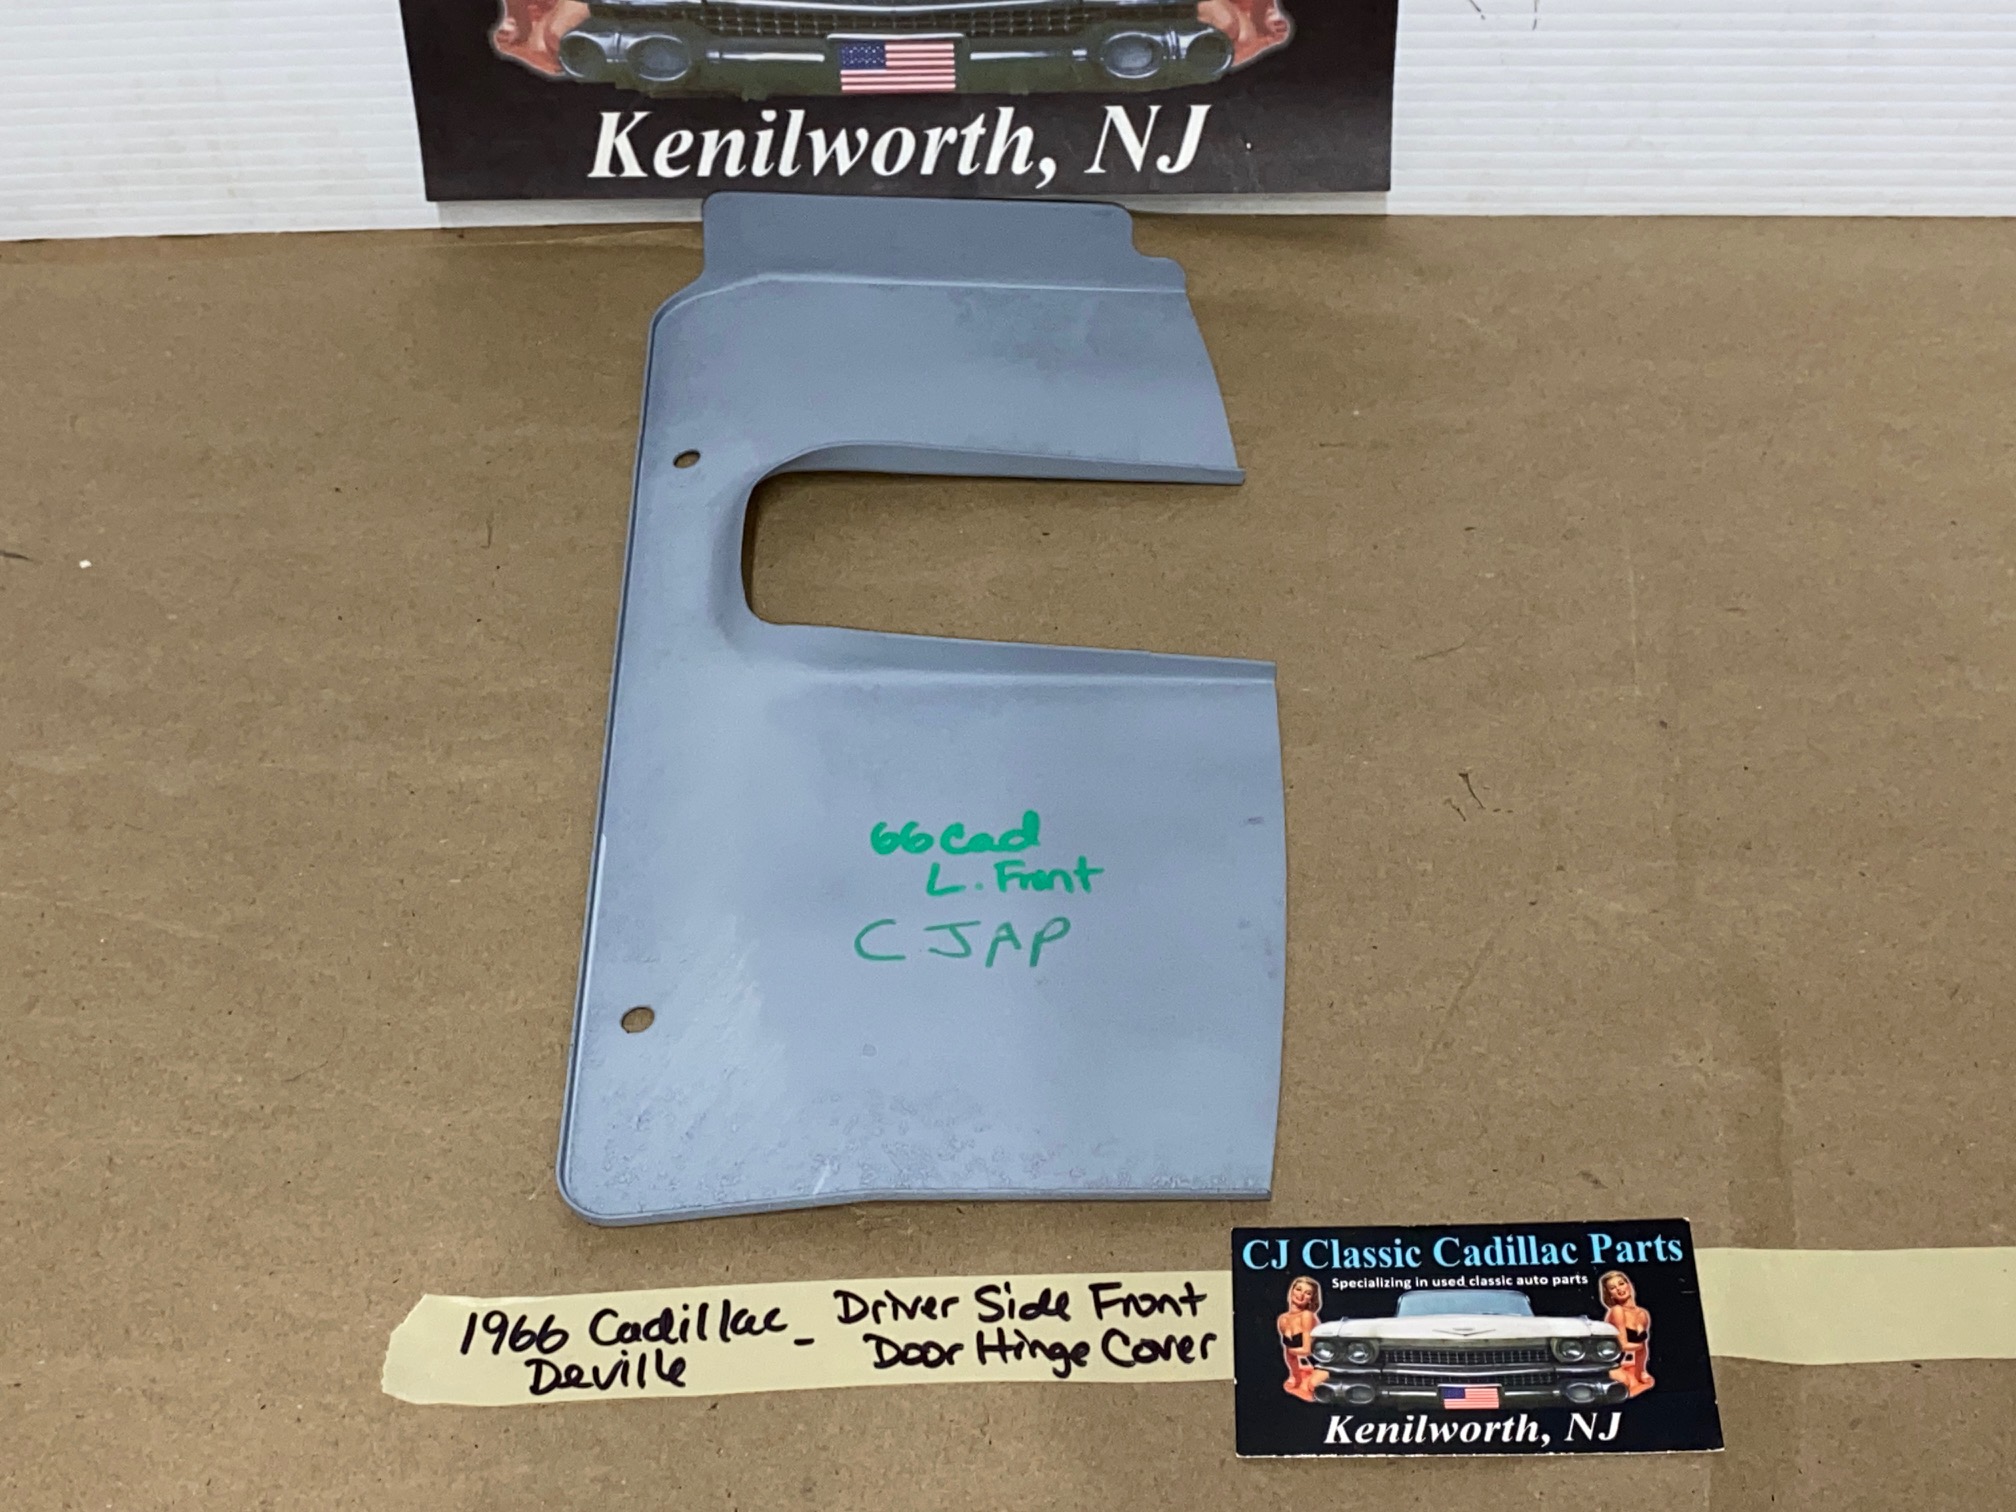 Kenilworth, NJ
66 Cad
L. Front
CJAP
1966 Cadillac - Driver Side Front
Deville Door Hinge Cover
CJ Classic Cadillac Parts
Specializing in used classic auto parts
Kenilworth, NJ